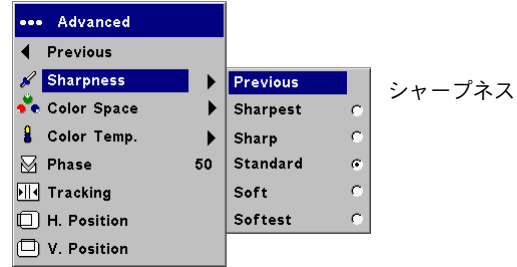 Advanced
Previous
Sharpness
Color Space
Color Temp.
Phase 50
Tracking
H. Position
V. Position
Previous
Sharpest
Sharp
Standard
Soft
Softest
シャープネス